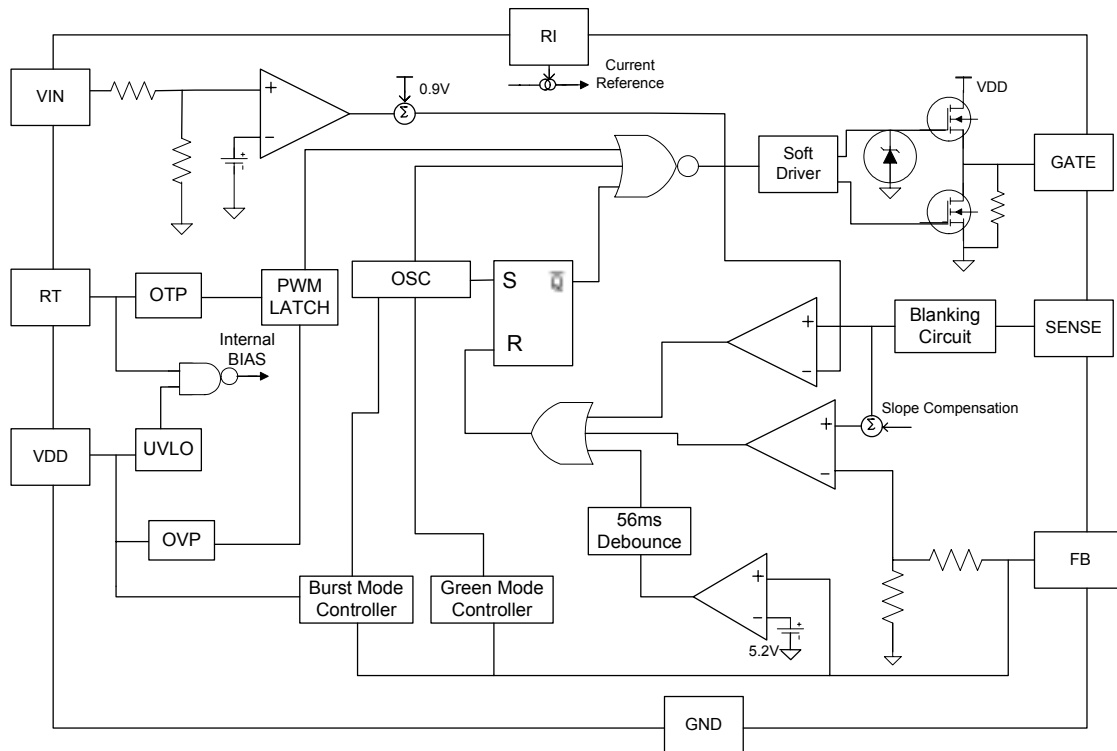 RI
Current
Reference
VIN
+
−
+
0.9V
Σ
VDD
Soft
Driver
GATE
RT
OTP
PWM
LATCH
OSC
S
Q̅
R
+
−
Blanking
Circuit
SENSE
Internal
BIAS
VDD
UVLO
Slope Compensation
Σ
+
−
OVP
56ms
Debounce
FB
Burst Mode
Controller
Green Mode
Controller
+
−
+
5.2V
GND